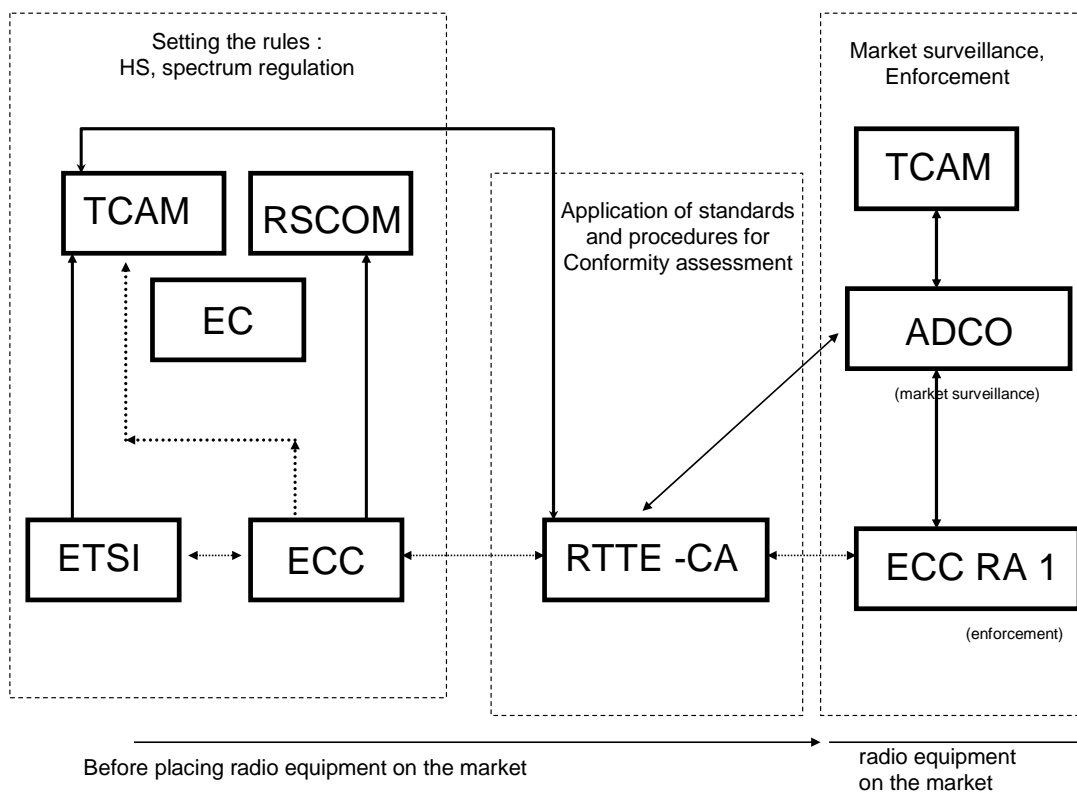 Setting the rules :
HS, spectrum regulation
TCAM
RSCOM
EC
ETSI
ECC
Application of standards
and procedures for
Conformity assessment
RTTE -CA
Market surveillance,
Enforcement
TCAM
ADCO
(market surveillance)
ECC RA 1
(enforcement)
Before placing radio equipment on the market
radio equipment
on the market